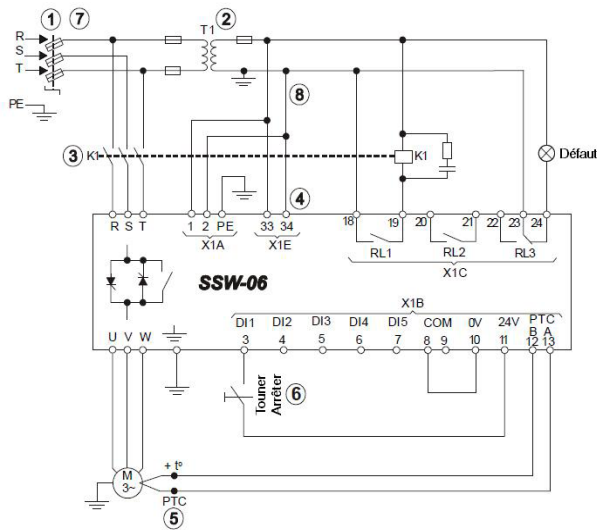 1 7 T1 2
R
S
T
PE
8
3 K1 K1 Défaut
4
R S T 1 2 PE 33 34 18 19 20 21 22 23 24
X1A X1E RL1 RL2 RL3
X1C
SSW-06
X1B
U V W DI1 DI2 DI3 DI4 DI5 COM 0V 24V PTC
B A
3 4 5 6 7 8 9 10 11 12 13
Touner
Arrêter
6
M
3~
+ tº
PTC
5